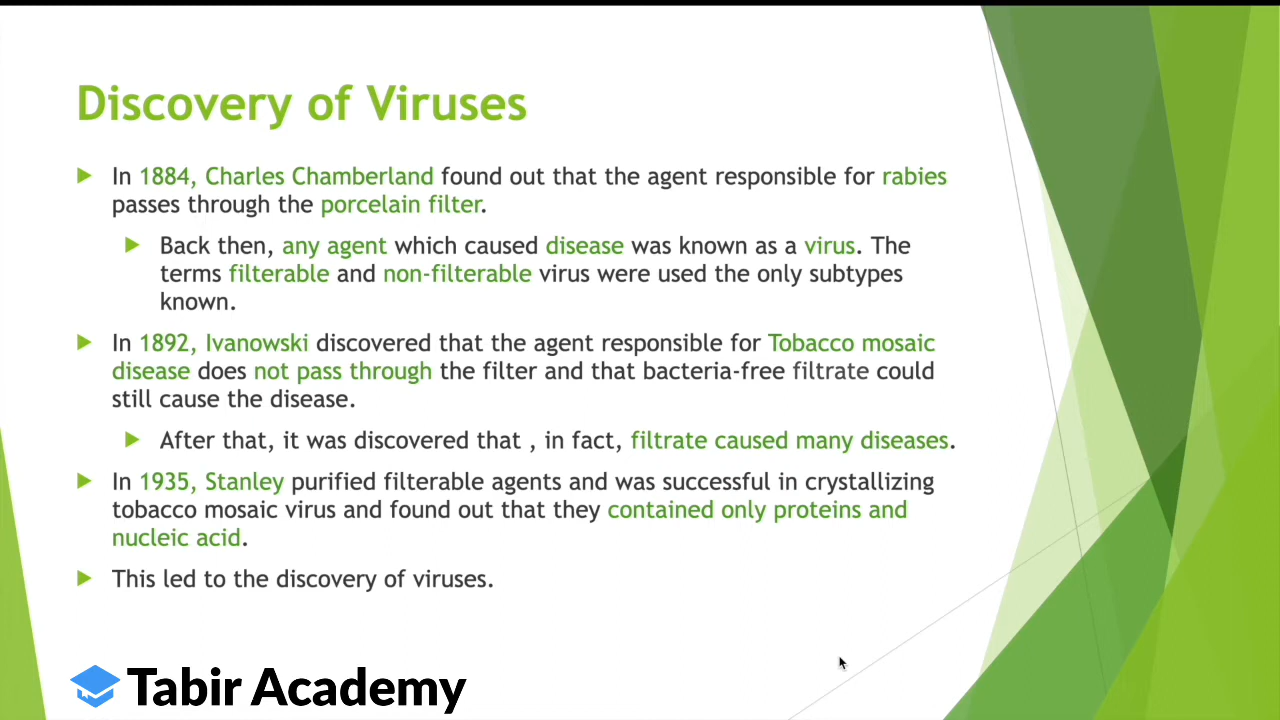 Discovery of Viruses
In 1884, Charles Chamberland found out that the agent responsible for rabies
passes through the porcelain filter.
Back then, any agent which caused disease was known as a virus. The
terms filterable and non-filterable virus were used the only subtypes
known.
In 1892, Ivanowski discovered that the agent responsible for Tobacco mosaic
disease does not pass through the filter and that bacteria-free filtrate could
still cause the disease.
After that, it was discovered that , in fact, filtrate caused many diseases.
In 1935, Stanley purified filterable agents and was successful in crystallizing
tobacco mosaic virus and found out that they contained only proteins and
nucleic acid.
This led to the discovery of viruses.
Tabir Academy